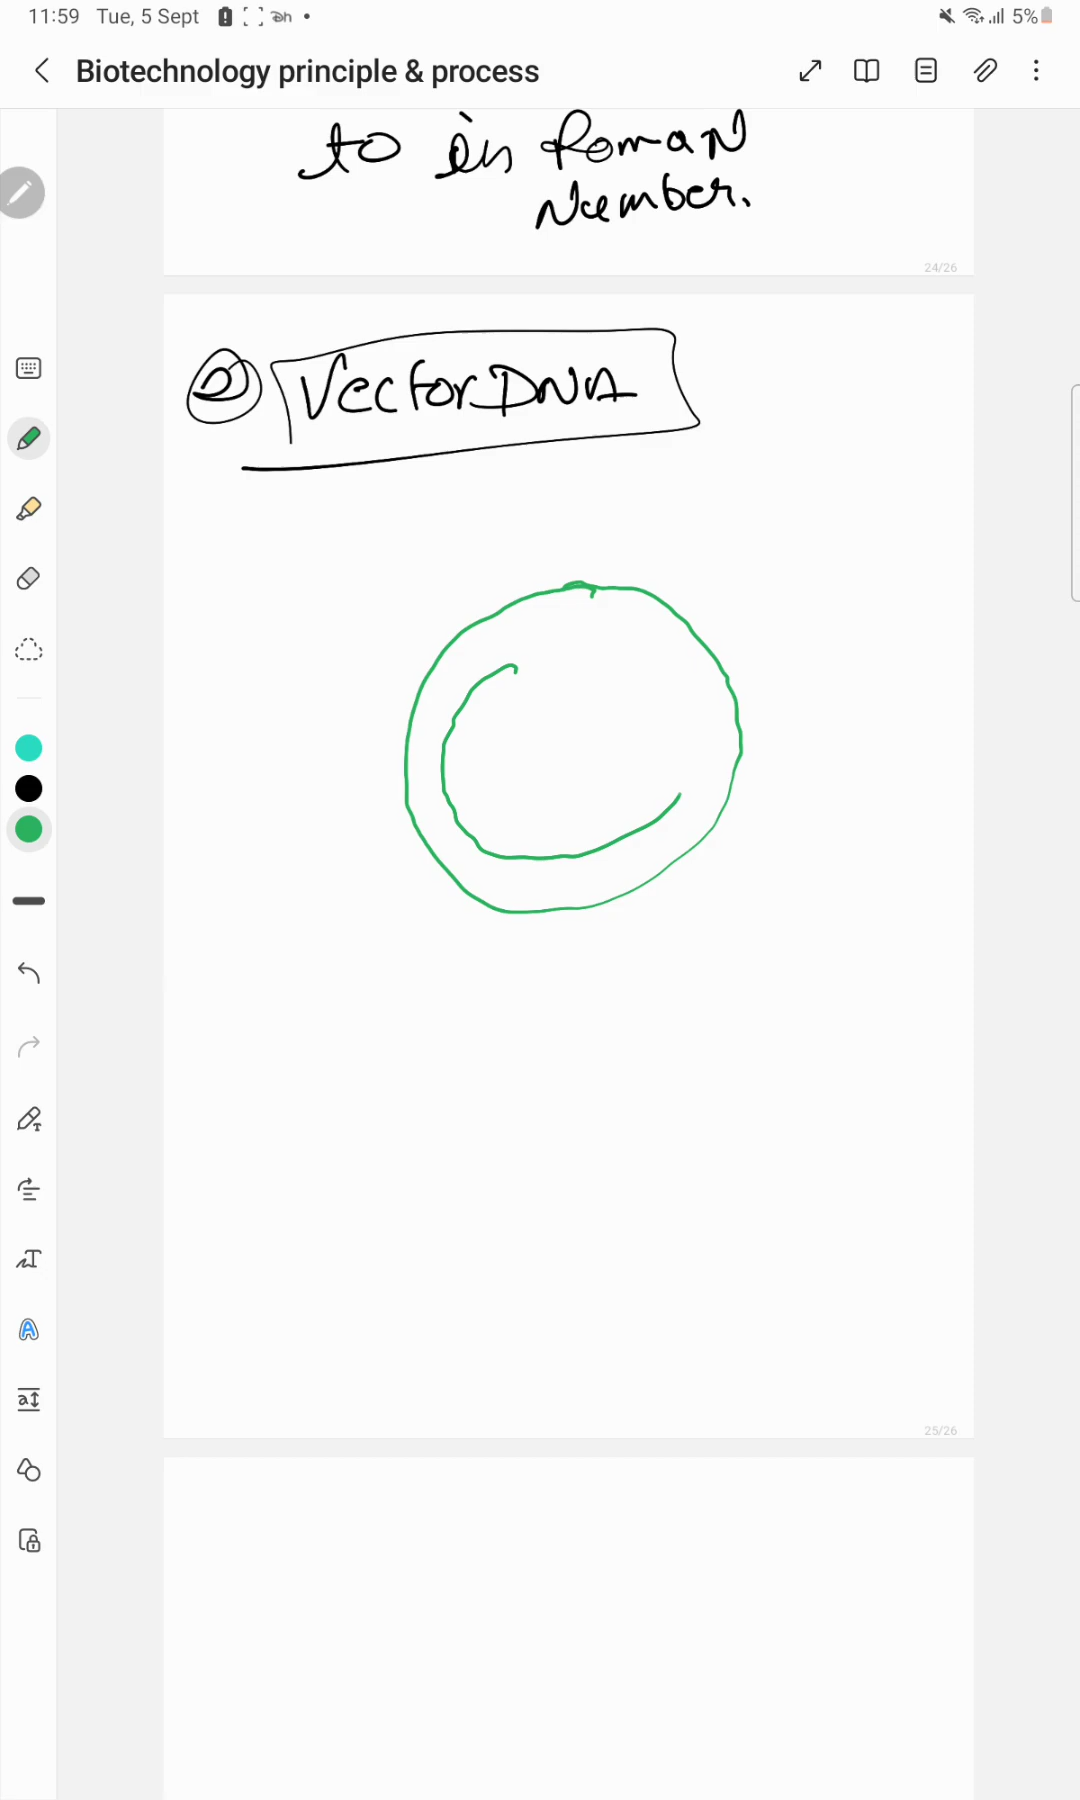 11:59 Tue, 5 Sept 5%
Biotechnology principle & process
to in Roman
Number.
24/26
② Vector DNA
25/26